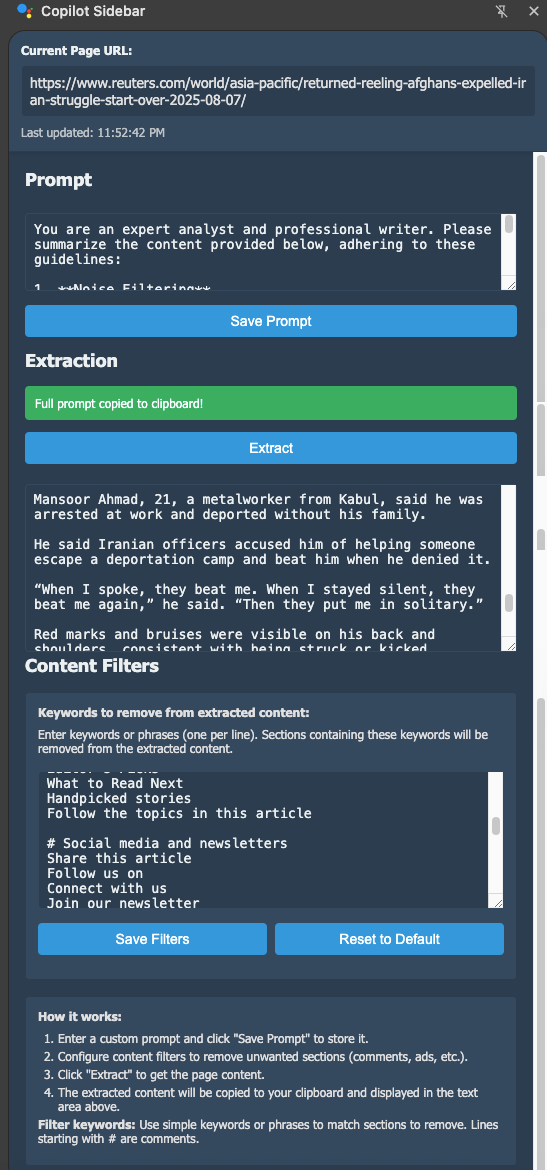 Copilot Sidebar
Current Page URL:
https://www.reuters.com/world/asia-pacific/returned-reeling-afghans-expelled-ir
an-struggle-start-over-2025-08-07/
Last updated: 11:52:42 PM
Prompt
You are an expert analyst and professional writer. Please
summarize the content provided below, adhering to these
guidelines:
1. **Noise Filtering**
Save Prompt
Extraction
Full prompt copied to clipboard!
Extract
Mansoor Ahmad, 21, a metalworker from Kabul, said he was
arrested at work and deported without his family.
He said Iranian officers accused him of helping someone
escape a deportation camp and beat him when he denied it.
“When I spoke, they beat me. When I stayed silent, they
beat me again,” he said. “Then they put me in solitary.”
Red marks and bruises were visible on his back and
shoulders, consistent with being struck or kicked
Content Filters
Keywords to remove from extracted content:
Enter keywords or phrases (one per line). Sections containing these keywords will be
removed from the extracted content.
Editor's Picks
What to Read Next
Handpicked stories
Follow the topics in this article
# Social media and newsletters
Share this article
Follow us on
Connect with us
Join our newsletter
Save Filters
Reset to Default
How it works:
1. Enter a custom prompt and click "Save Prompt" to store it.
2. Configure content filters to remove unwanted sections (comments, ads, etc.).
3. Click "Extract" to get the page content.
4. The extracted content will be copied to your clipboard and displayed in the text
area above.
Filter keywords: Use simple keywords or phrases to match sections to remove. Lines
starting with # are comments.